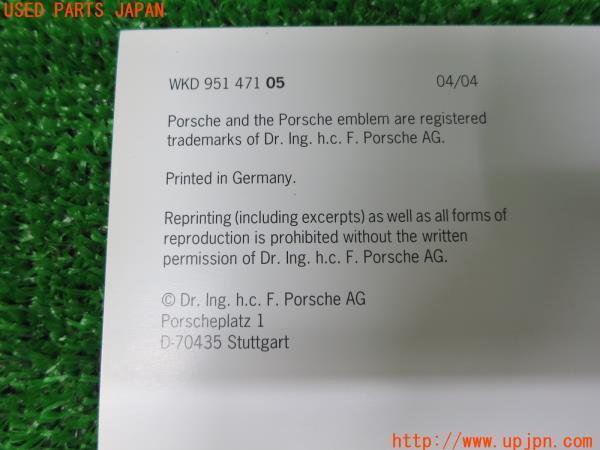 USED PARTS JAPAN
WKD 951 471 05 04/04
Porsche and the Porsche emblem are registered
trademarks of Dr. Ing. h.c. F. Porsche AG.
Printed in Germany.
Reprinting (including excerpts) as well as all forms of
reproduction is prohibited without the written
permission of Dr. Ing. h.c. F. Porsche AG.
© Dr. Ing. h.c. F. Porsche AG
Porscheplatz 1
D-70435 Stuttgart
http://www.upjpn.com/